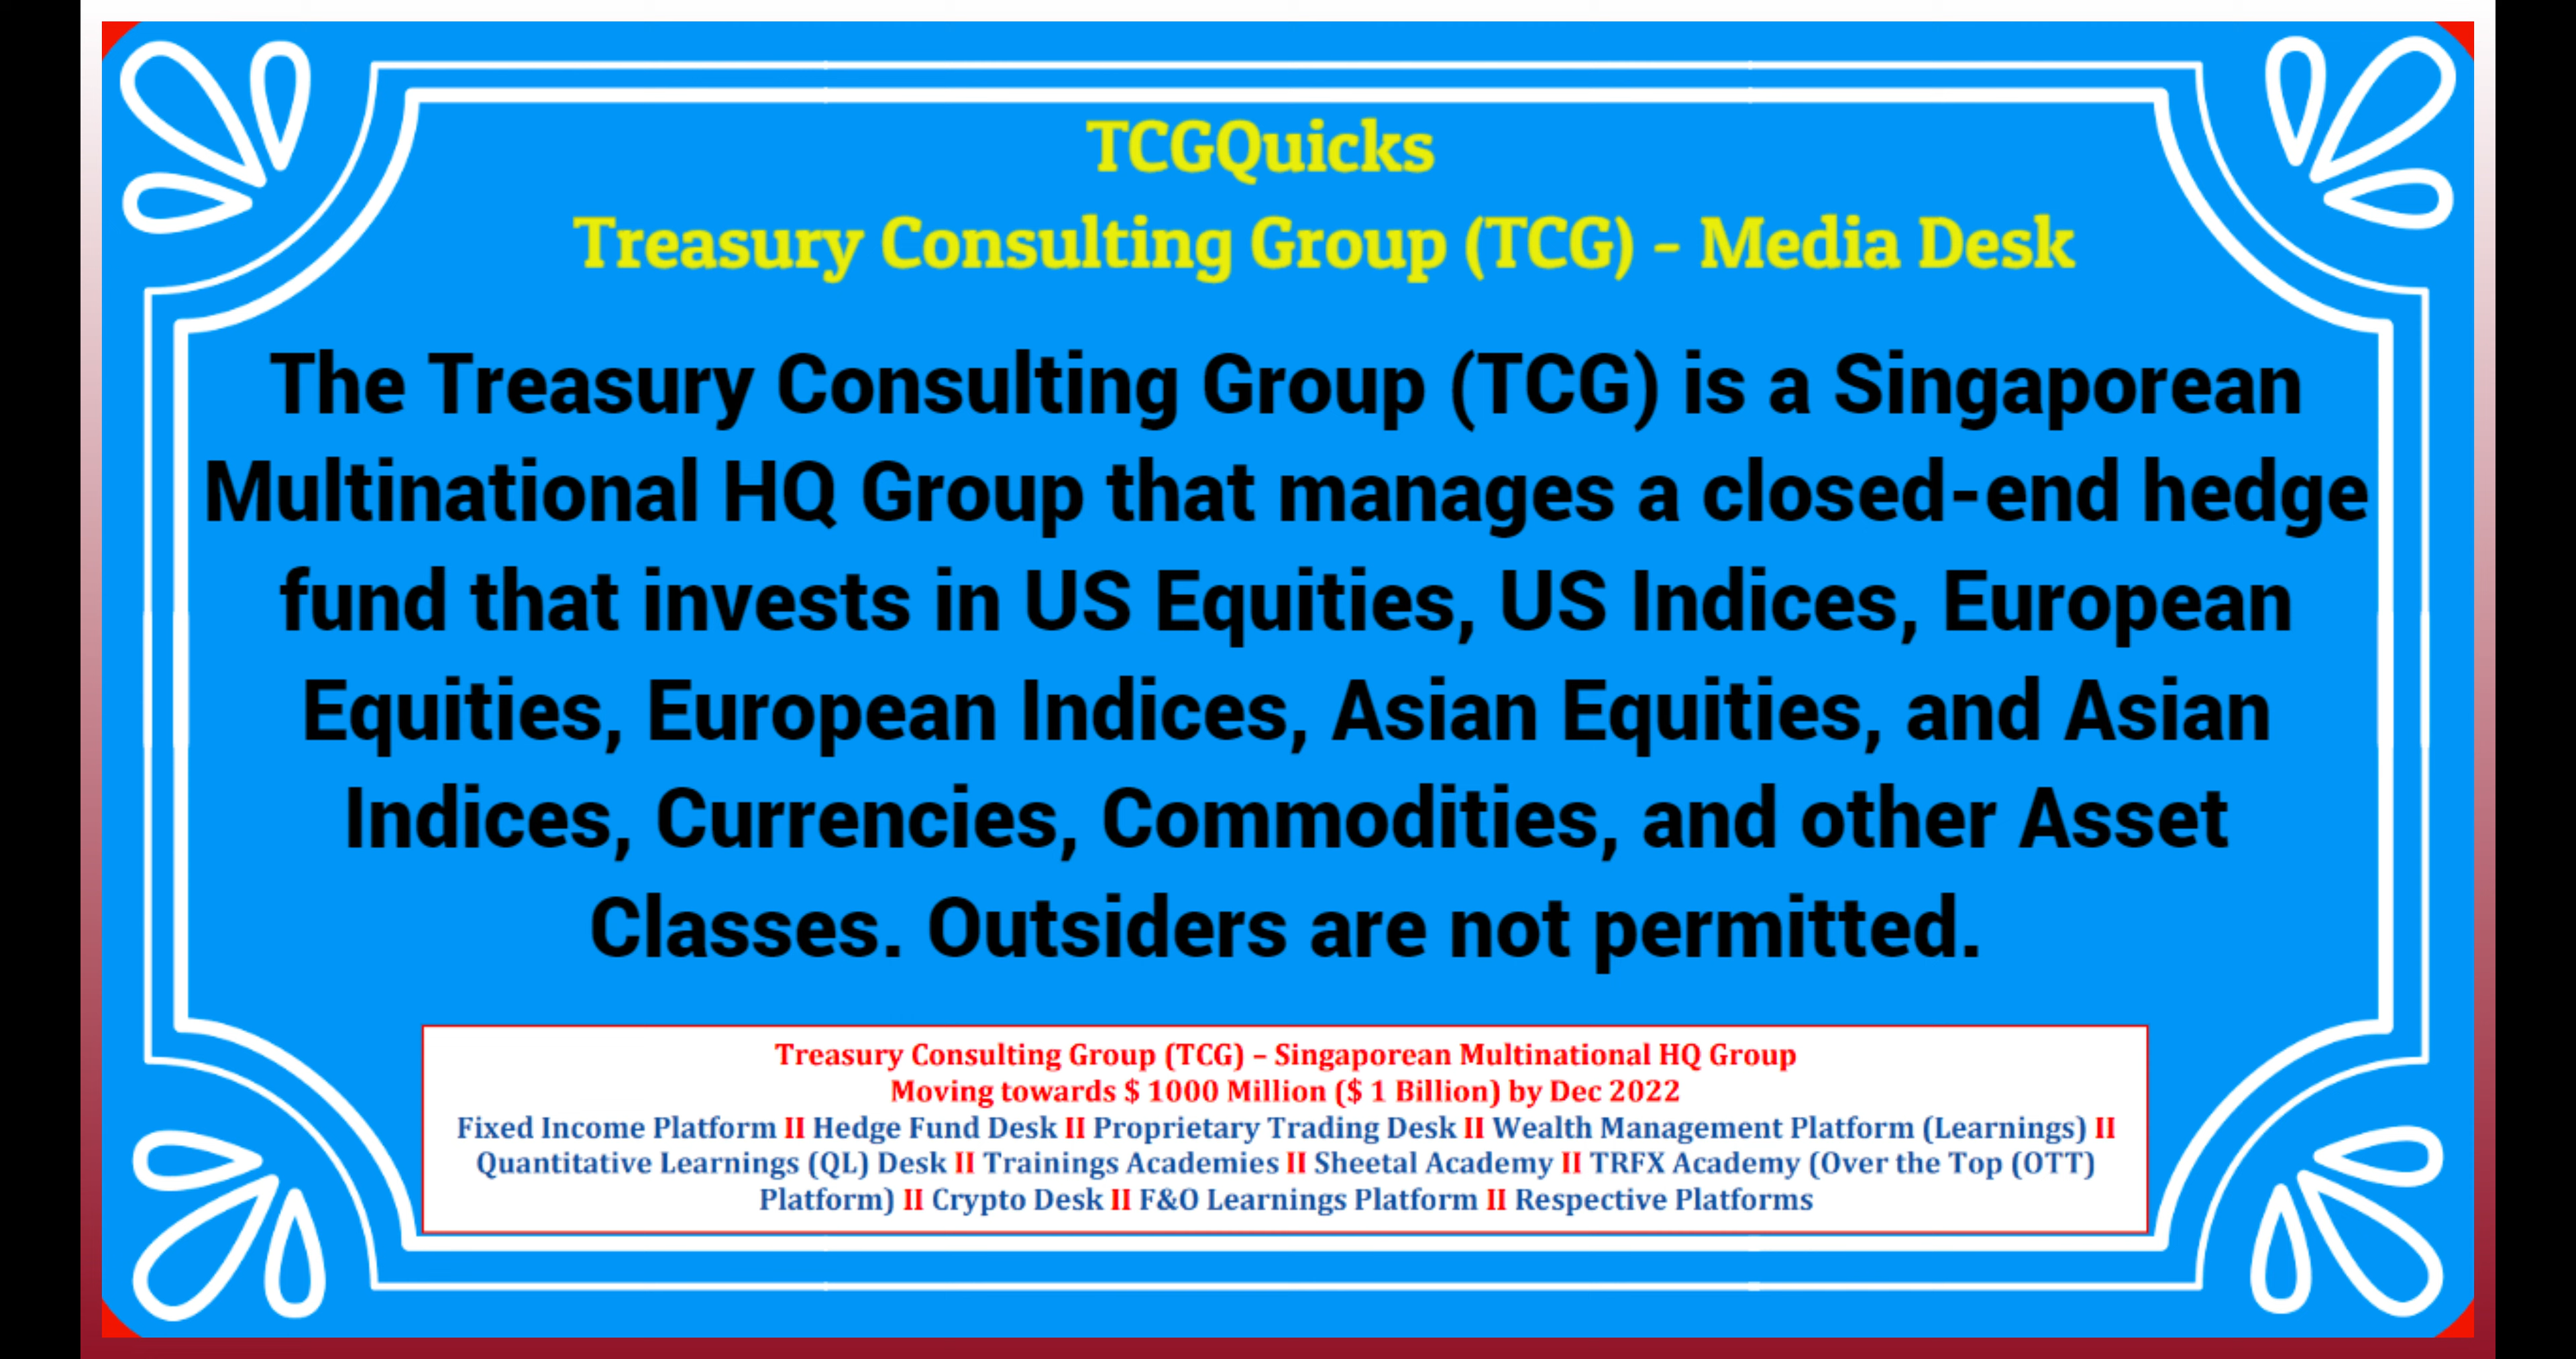 TCGQuicks
Treasury Consulting Group (TCG) - Media Desk
The Treasury Consulting Group (TCG) is a Singaporean
Multinational HQ Group that manages a closed-end hedge
fund that invests in US Equities, US Indices, European
Equities, European Indices, Asian Equities, and Asian
Indices, Currencies, Commodities, and other Asset
Classes. Outsiders are not permitted.
Treasury Consulting Group (TCG) – Singaporean Multinational HQ Group
Moving towards $ 1000 Million ($ 1 Billion) by Dec 2022
Fixed Income Platform II Hedge Fund Desk II Proprietary Trading Desk II Wealth Management Platform (Learnings) II
Quantitative Learnings (QL) Desk II Trainings Academies II Sheetal Academy II TRFX Academy (Over the Top (OTT)
Platform) II Crypto Desk II F&O Learnings Platform II Respective Platforms